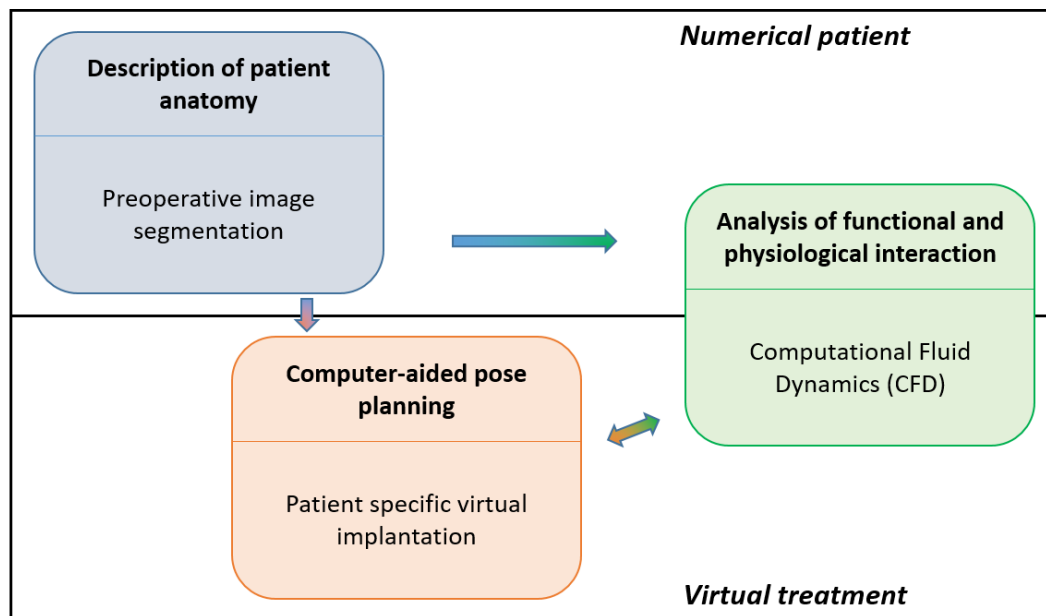 Numerical patient
Description of patient
anatomy
Preoperative image
segmentation
Analysis of functional and
physiological interaction
Computational Fluid
Dynamics (CFD)
Computer-aided pose
planning
Patient specific virtual
implantation
Virtual treatment